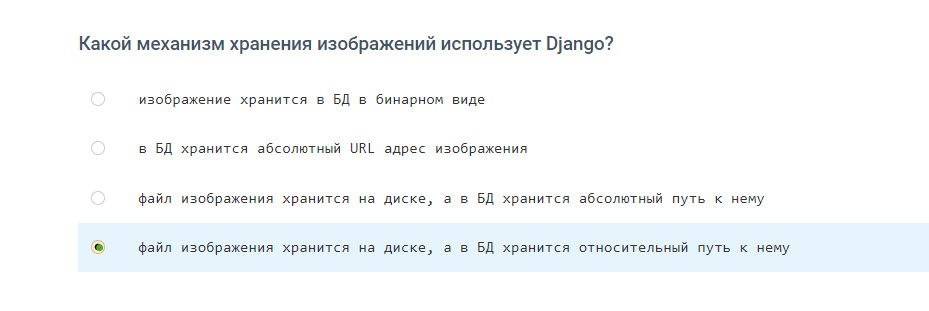 Какой механизм хранения изображений использует Django?
изображение хранится в БД в бинарном виде
в БД хранится абсолютный URL адрес изображения
файл изображения хранится на диске, а в БД хранится абсолютный путь к нему
файл изображения хранится на диске, а в БД хранится относительный путь к нему